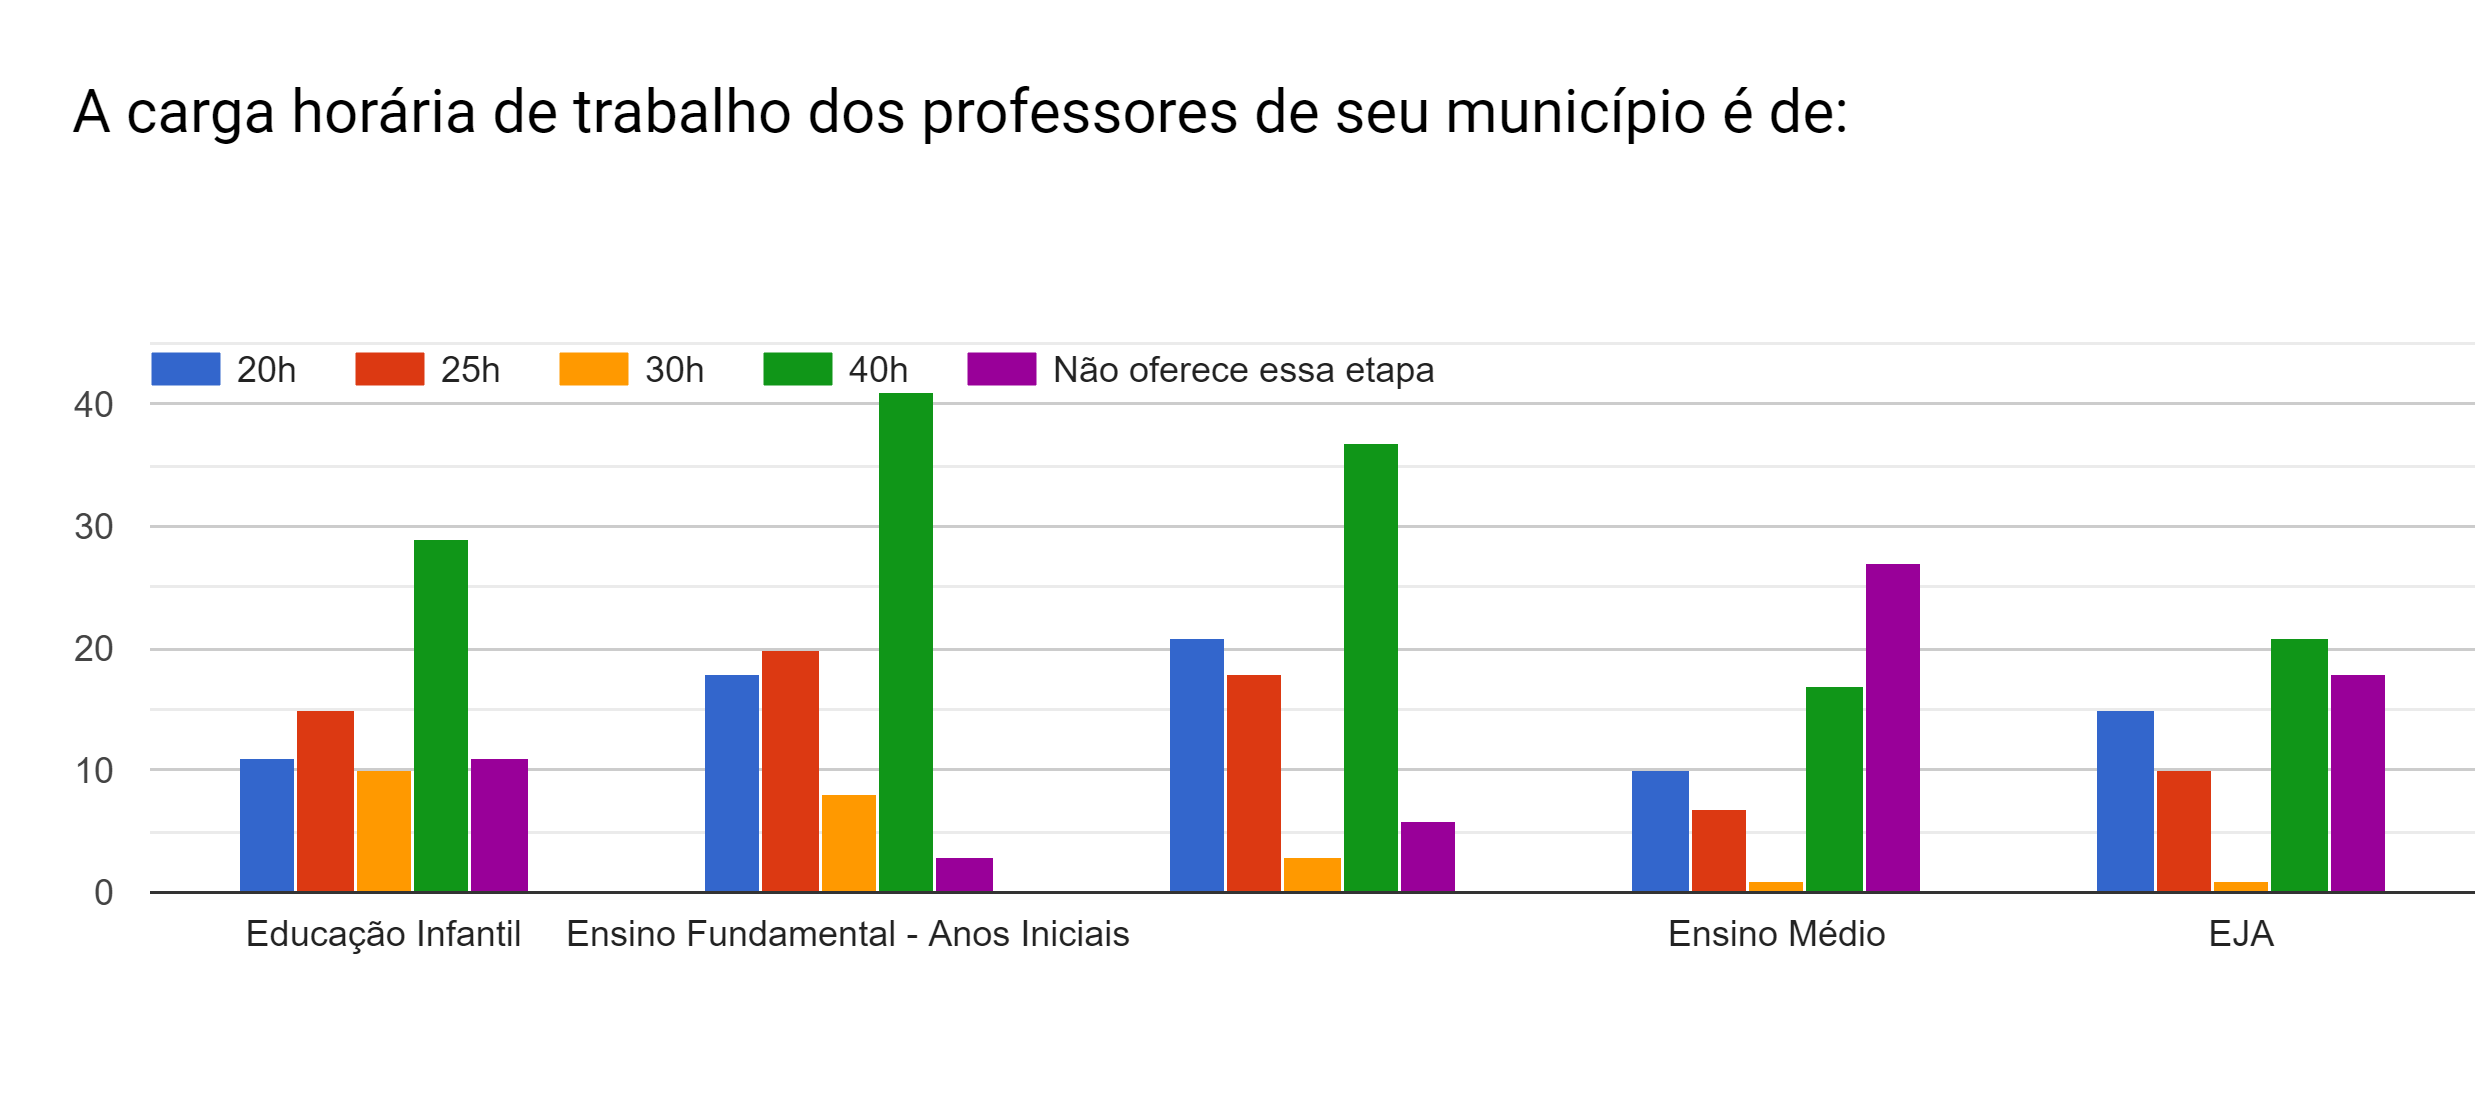 A carga horária de trabalho dos professores de seu município é de:
20h 25h 30h 40h Não oferece essa etapa
40
30
20
10
0
Educação Infantil Ensino Fundamental - Anos Iniciais Ensino Médio EJA